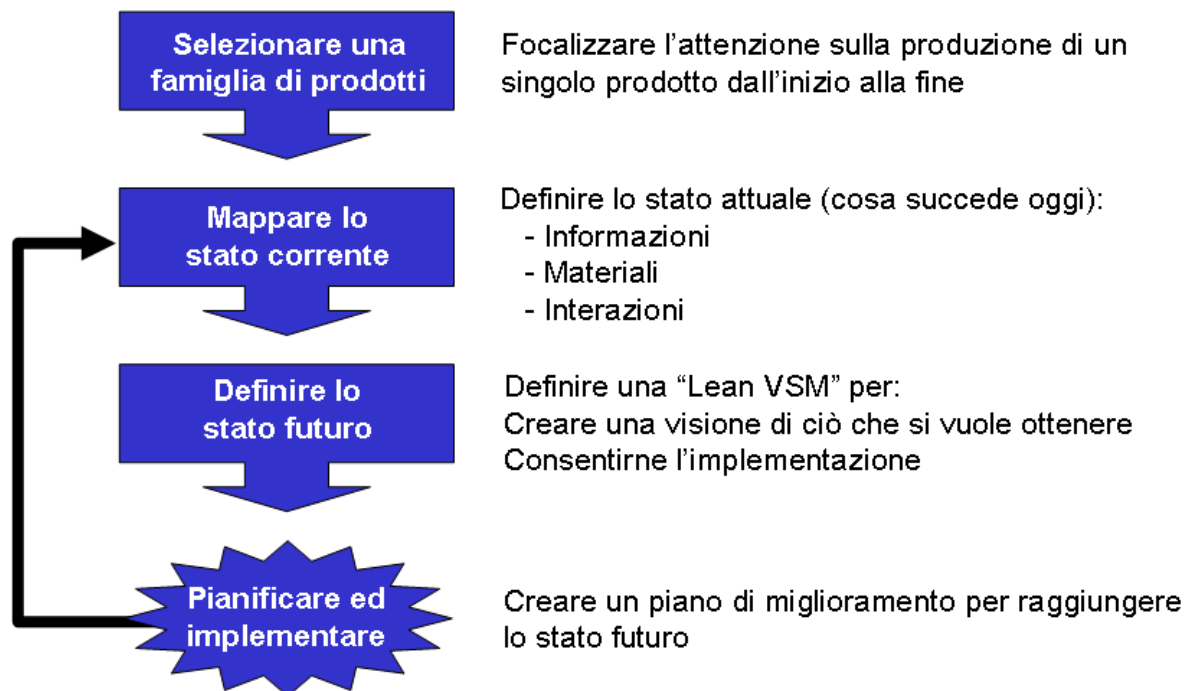 Selezionare una
famiglia di prodotti
Focalizzare l'attenzione sulla produzione di un
singolo prodotto dall'inizio alla fine
Mappare lo
stato corrente
Definire lo stato attuale (cosa succede oggi):
- Informazioni
- Materiali
- Interazioni
Definire lo
stato futuro
Definire una “Lean VSM” per:
Creare una visione di ciò che si vuole ottenere
Consentirne l'implementazione
Pianificare ed
implementare
Creare un piano di miglioramento per raggiungere
lo stato futuro